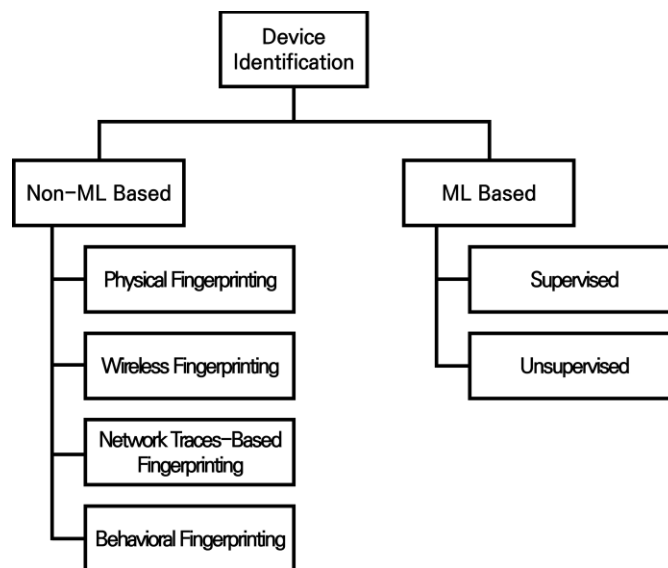 Device
Identification
Non-ML Based
ML Based
Physical Fingerprinting
Supervised
Wireless Fingerprinting
Unsupervised
Network Traces-Based
Fingerprinting
Behavioral Fingerprinting